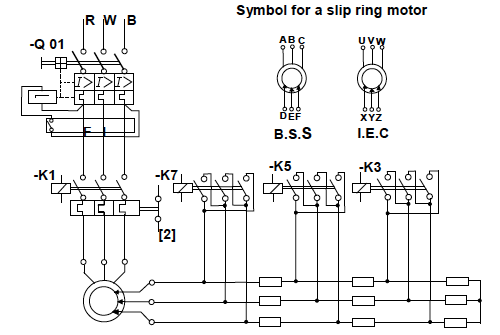 Symbol for a slip ring motor
R W B
-Q 01
I> I> I>
F I
A B C
D E F
B.S.S
U V W
X Y Z
I.E.C
-K1
-K7
-K5
-K3
[2]